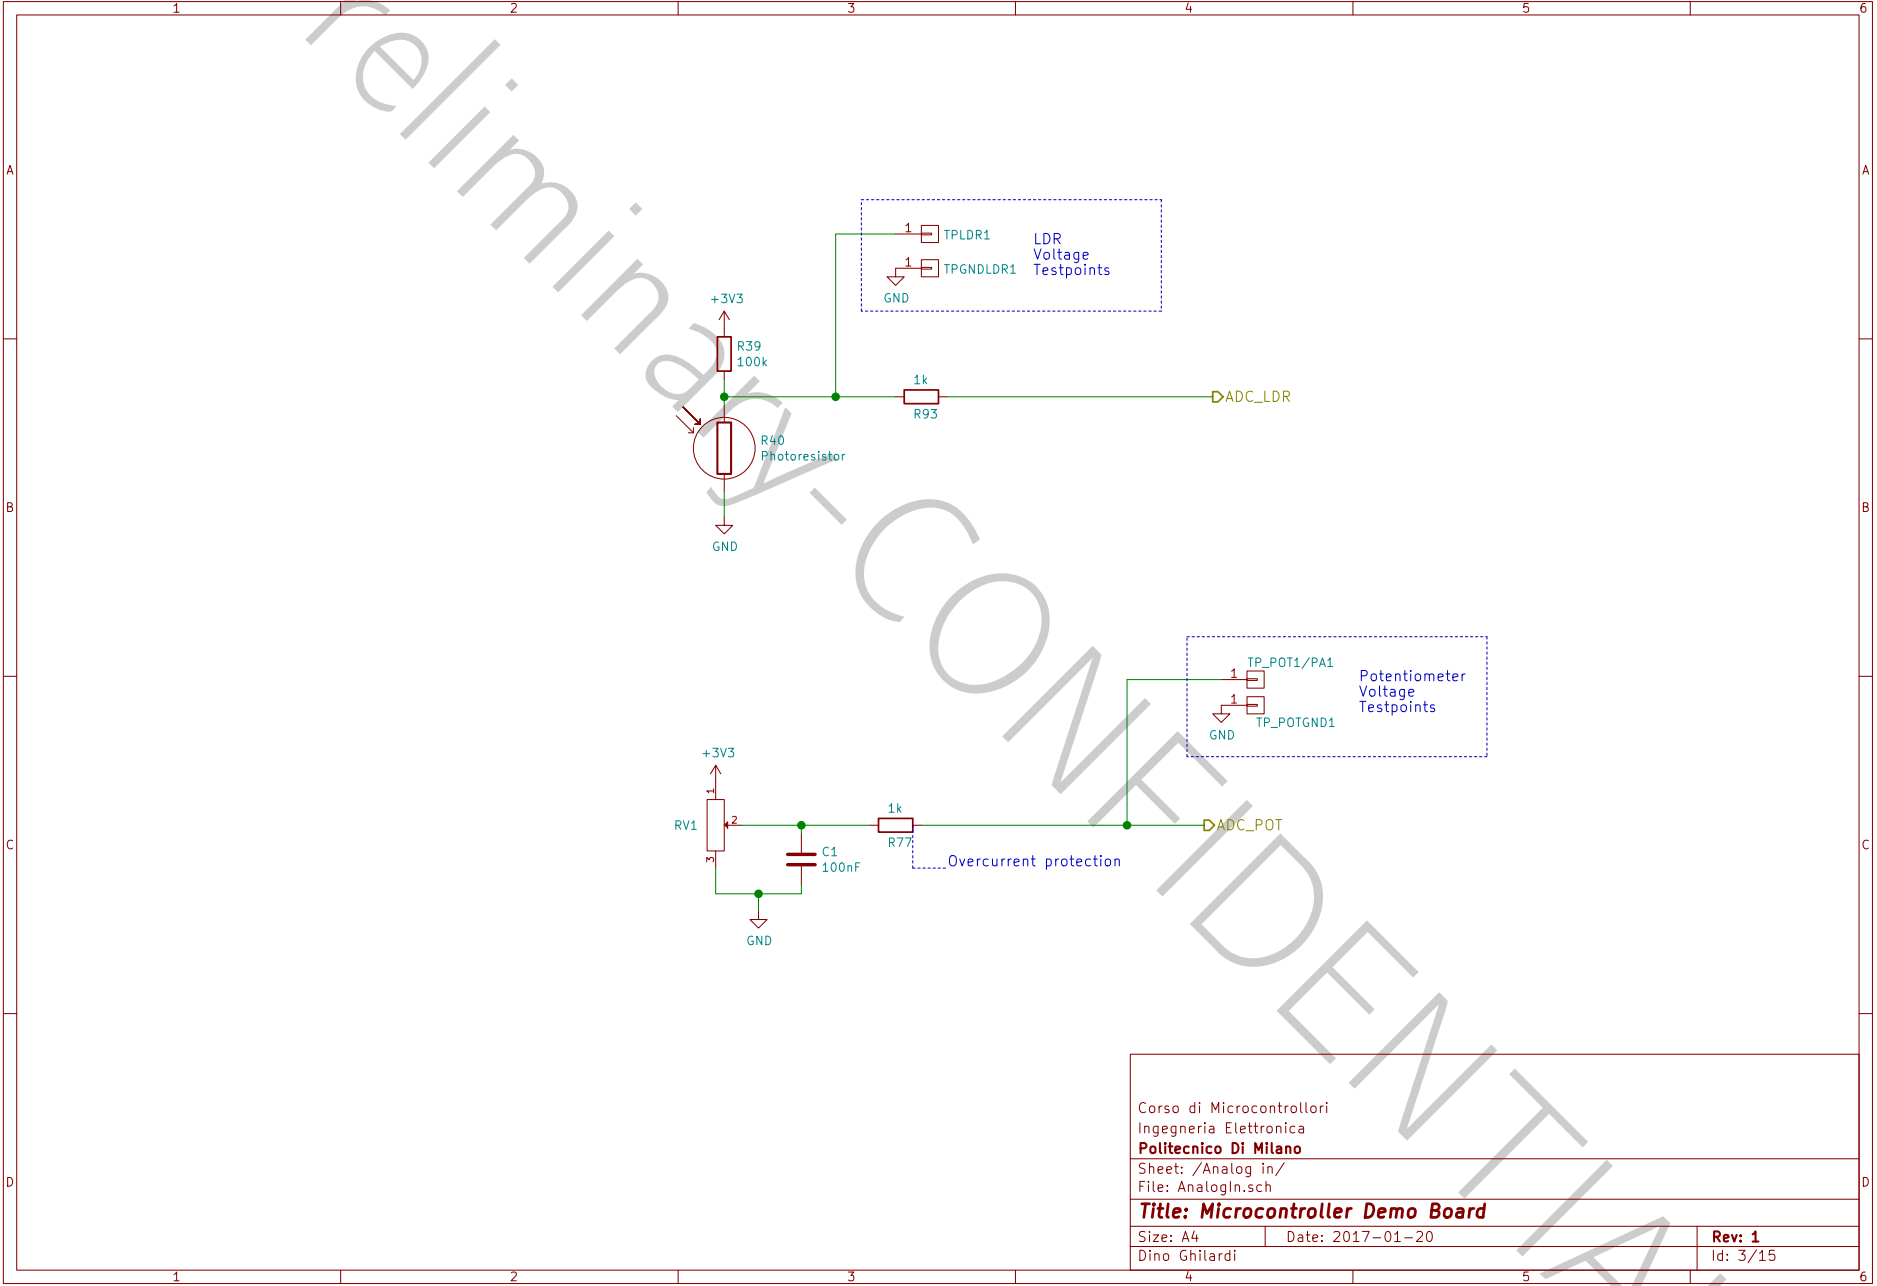 1 2 3 4 5 6
A A
B B
C C
D D
1 TPLDR1
1 TPGNDLDR1
GND
LDR
Voltage
Testpoints
+3V3
R39
100k
1k
R93
ADC_LDR
R40
Photoresistor
GND
TP_POT1/PA1
1
1
TP_POTGND1
GND
Potentiometer
Voltage
Testpoints
+3V3
1
RV1
2
3
1k
R77
ADC_POT
C1
100nF
Overcurrent protection
GND
reliminary-CONFIDENTIA
Corso di Microcontrollori
Ingegneria Elettronica
Politecnico Di Milano
Sheet: /Analog in/
File: AnalogIn.sch
Title: Microcontroller Demo Board
Size: A4 Date: 2017-01-20 Rev: 1
Dino Ghilardi Id: 3/15
1 2 3 4 5 6